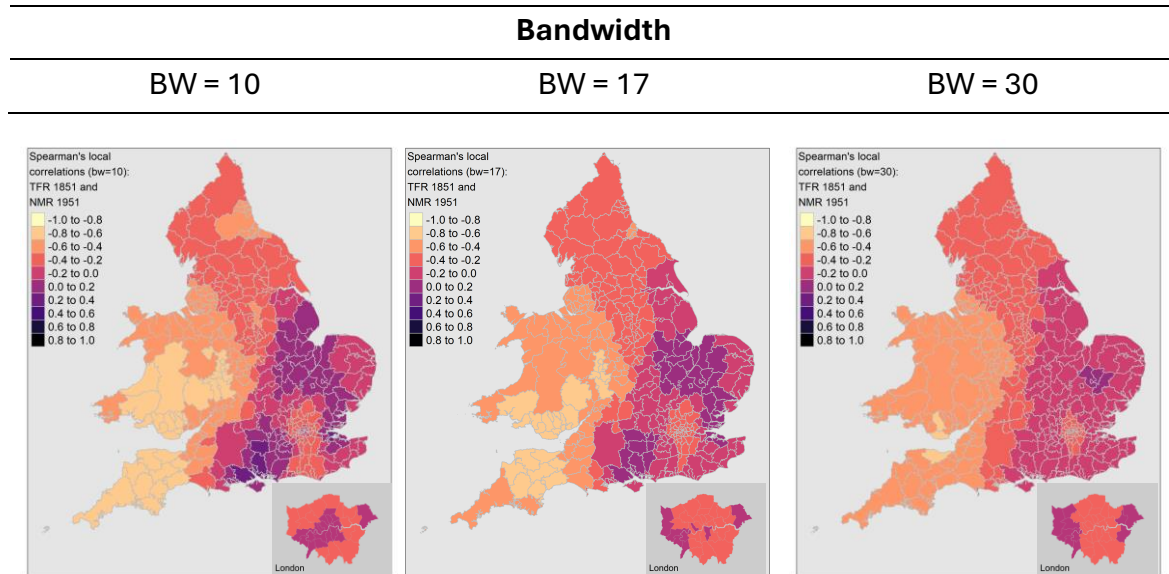 Bandwidth
BW = 10
BW = 17
BW = 30
Spearman's local
correlations (bw=10):
TFR 1851 and
NMR 1951
-1.0 to -0.8
-0.8 to -0.6
-0.6 to -0.4
-0.4 to -0.2
-0.2 to 0.0
0.0 to 0.2
0.2 to 0.4
0.4 to 0.6
0.6 to 0.8
0.8 to 1.0
London
Spearman's local
correlations (bw=17):
TFR 1851 and
NMR 1951
-1.0 to -0.8
-0.8 to -0.6
-0.6 to -0.4
-0.4 to -0.2
-0.2 to 0.0
0.0 to 0.2
0.2 to 0.4
0.4 to 0.6
0.6 to 0.8
0.8 to 1.0
London
Spearman's local
correlations (bw=30):
TFR 1851 and
NMR 1951
-1.0 to -0.8
-0.8 to -0.6
-0.6 to -0.4
-0.4 to -0.2
-0.2 to 0.0
0.0 to 0.2
0.2 to 0.4
0.4 to 0.6
0.6 to 0.8
0.8 to 1.0
London